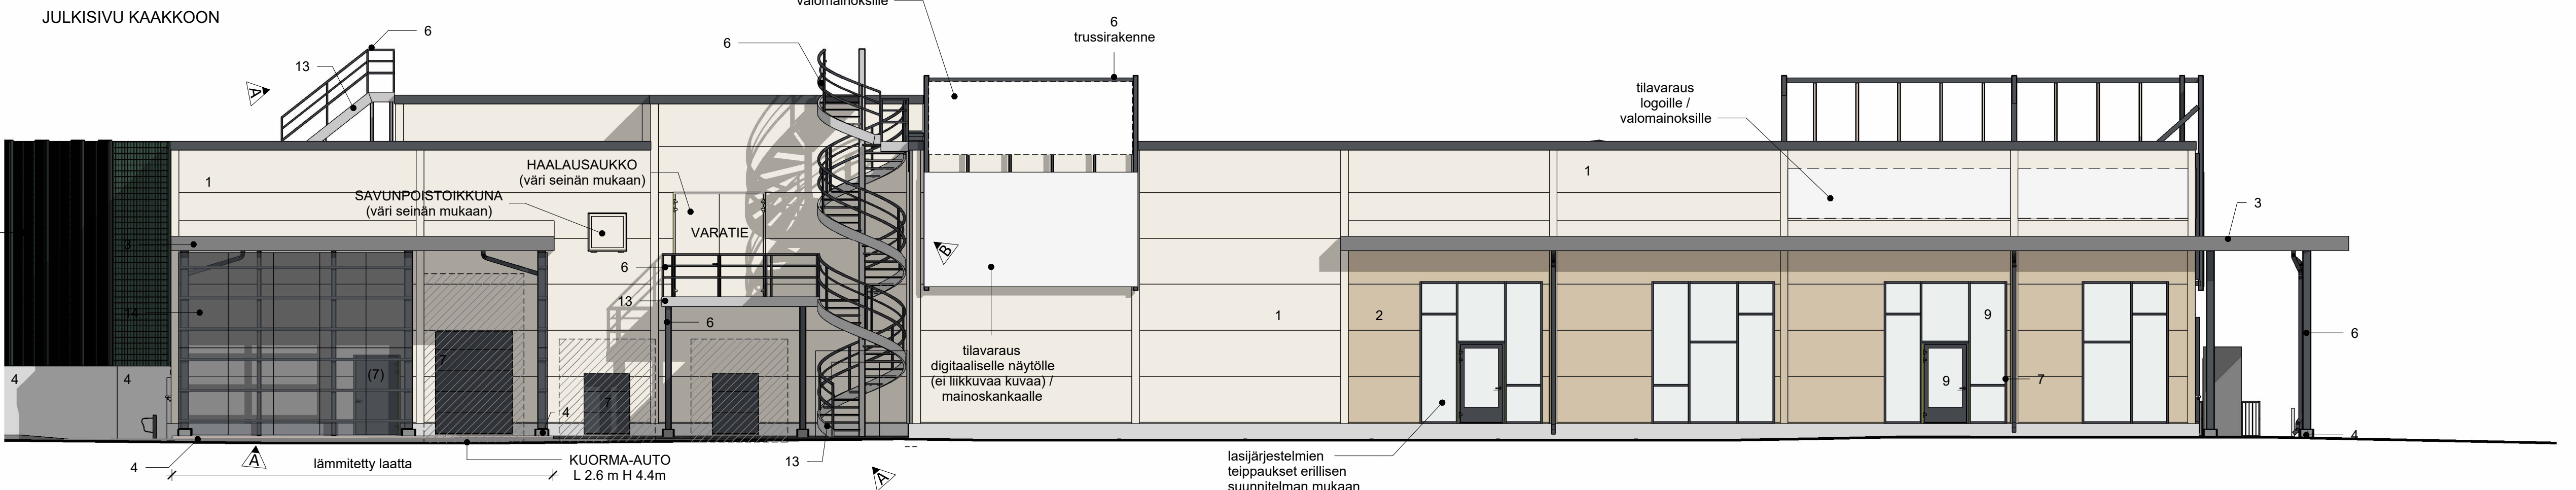 JULKISIVU KAAKKOON
valomainoksille
6
trussirakenne
6
6
13
A
tilavaraus
logoille /
valomainoksille
HAALAUSAUKKO
(väri seinän mukaan)
1
1
SAVUNPOISTOIKKUNA
(väri seinän mukaan)
3
VARATIE
3
B
6
13
14
6
1
2
9
6
tilavaraus
digitaaliselle näytölle
(ei liikkuvaa kuvaa) /
mainoskankaalle
7
4
4
(7)
9
7
7
4
4
4
A
lämmitetty laatta
KUORMA-AUTO
L 2.6 m H 4.4m
13
A
lasijärjestelmien
teippaukset erillisen
suunnitelman mukaan